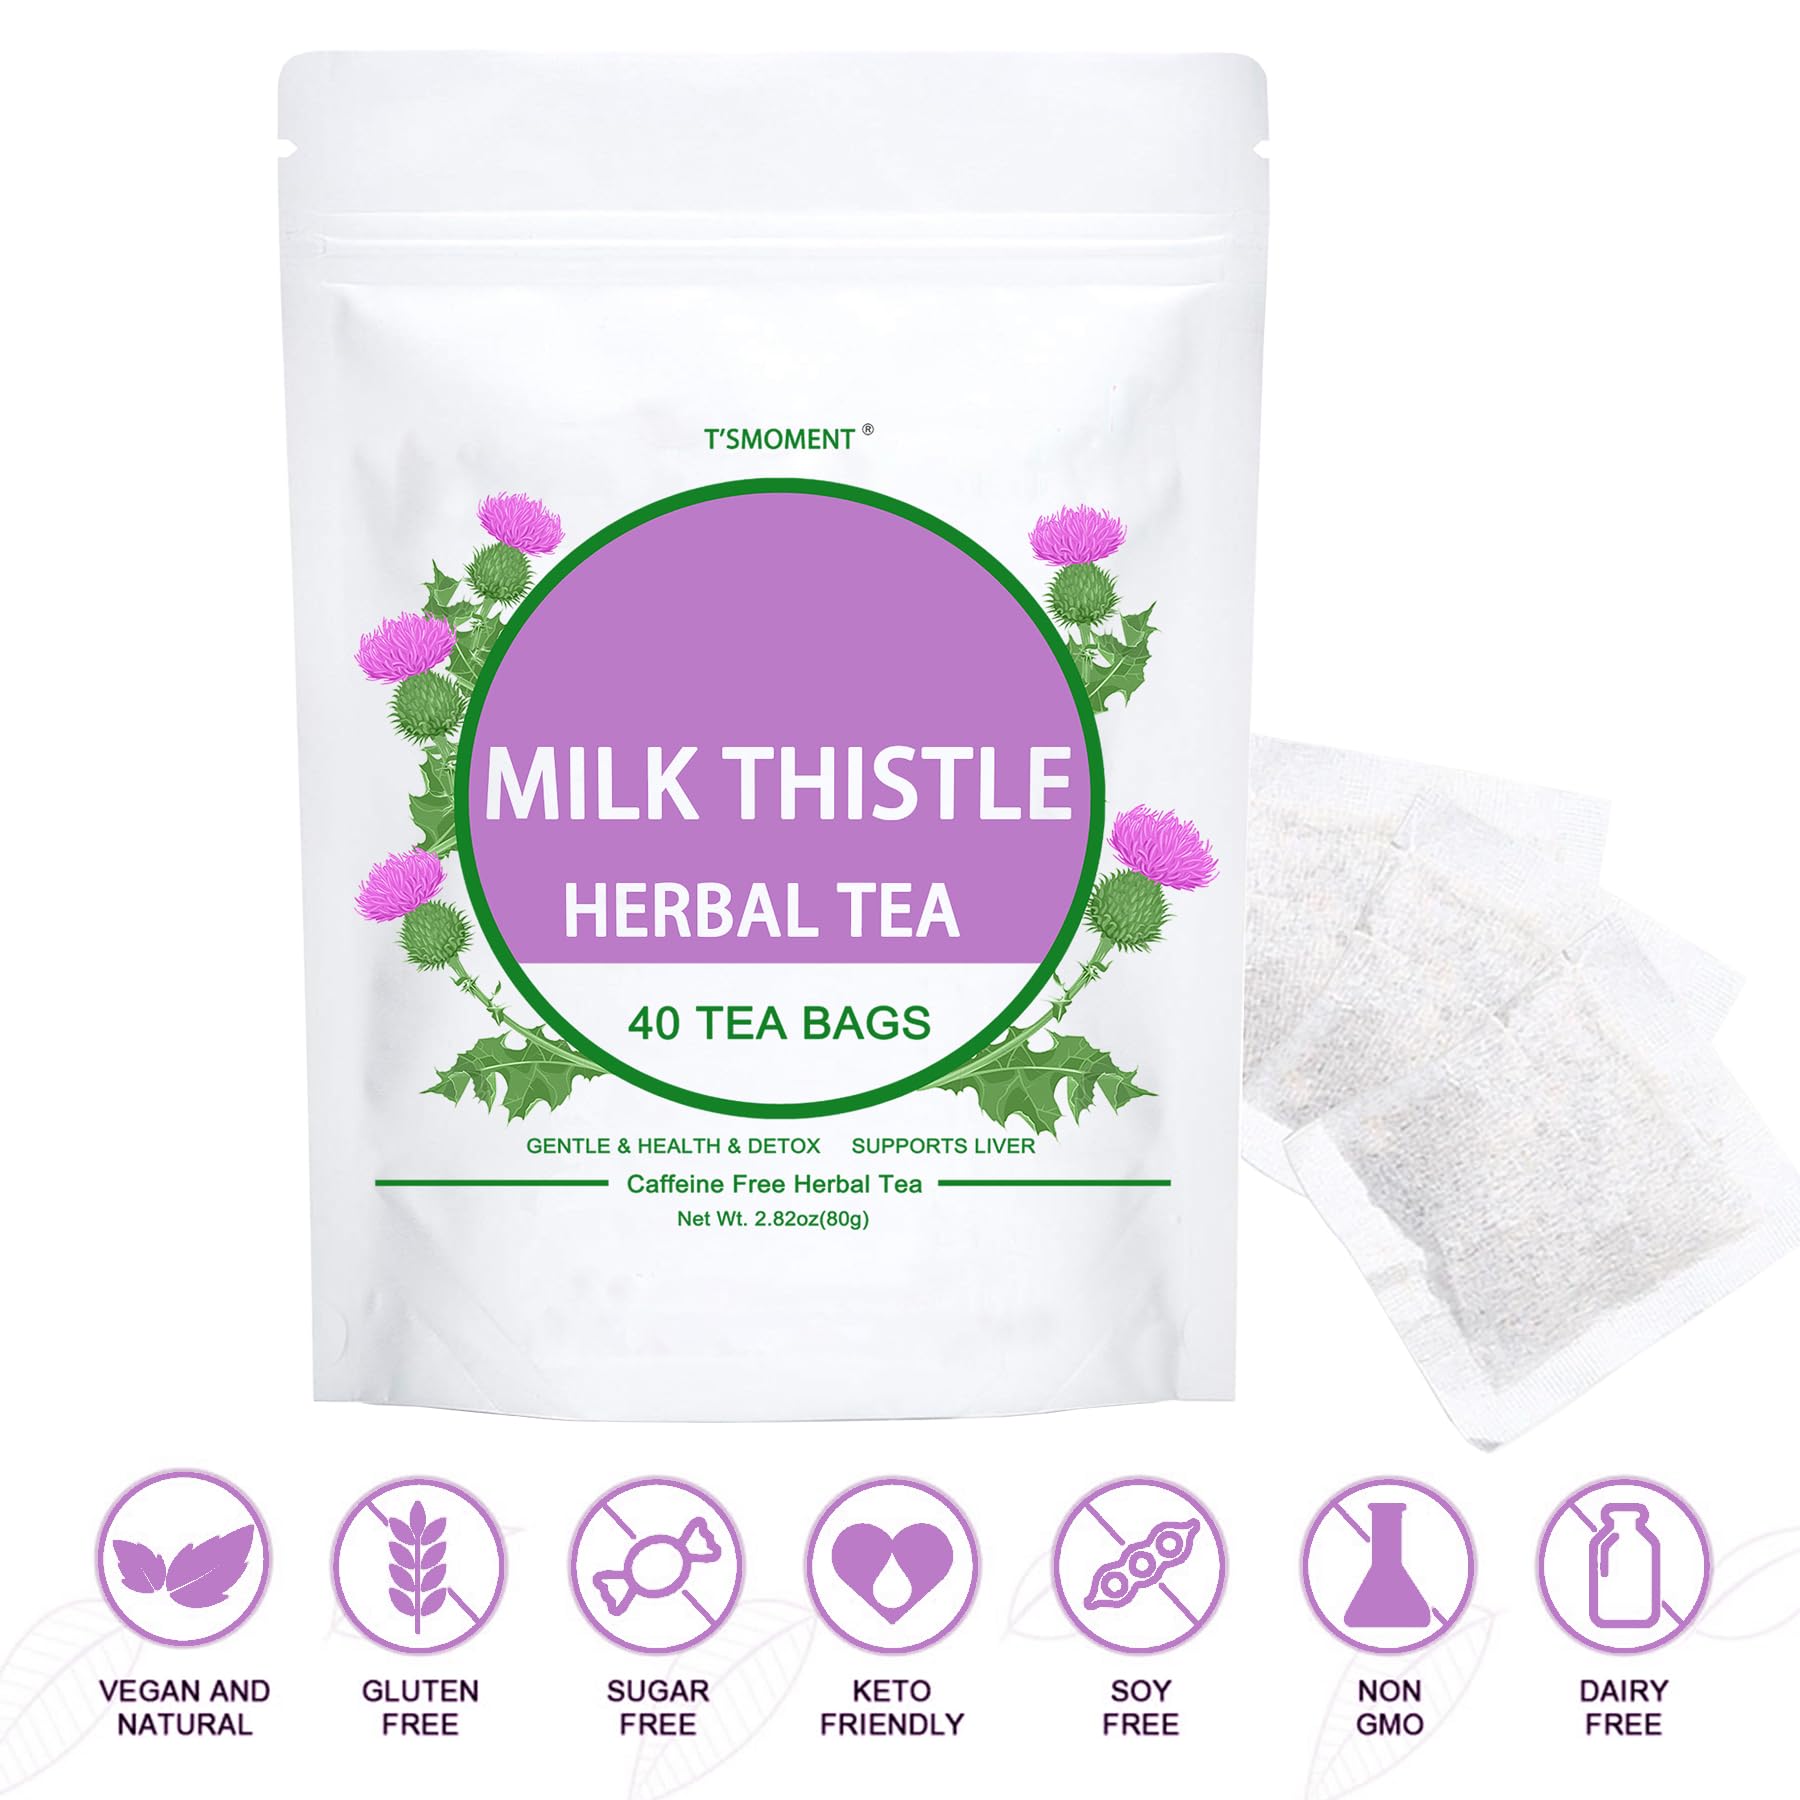 T'SMOMENT ®
MILK THISTLE
HERBAL TEA
40 TEA BAGS
GENTLE & HEALTH & DETOX SUPPORTS LIVER
Caffeine Free Herbal Tea
Net Wt. 2.82oz(80g)
VEGAN AND
NATURAL
GLUTEN
FREE
SUGAR
FREE
KETO
FRIENDLY
SOY
FREE
NON
GMO
DAIRY
FREE